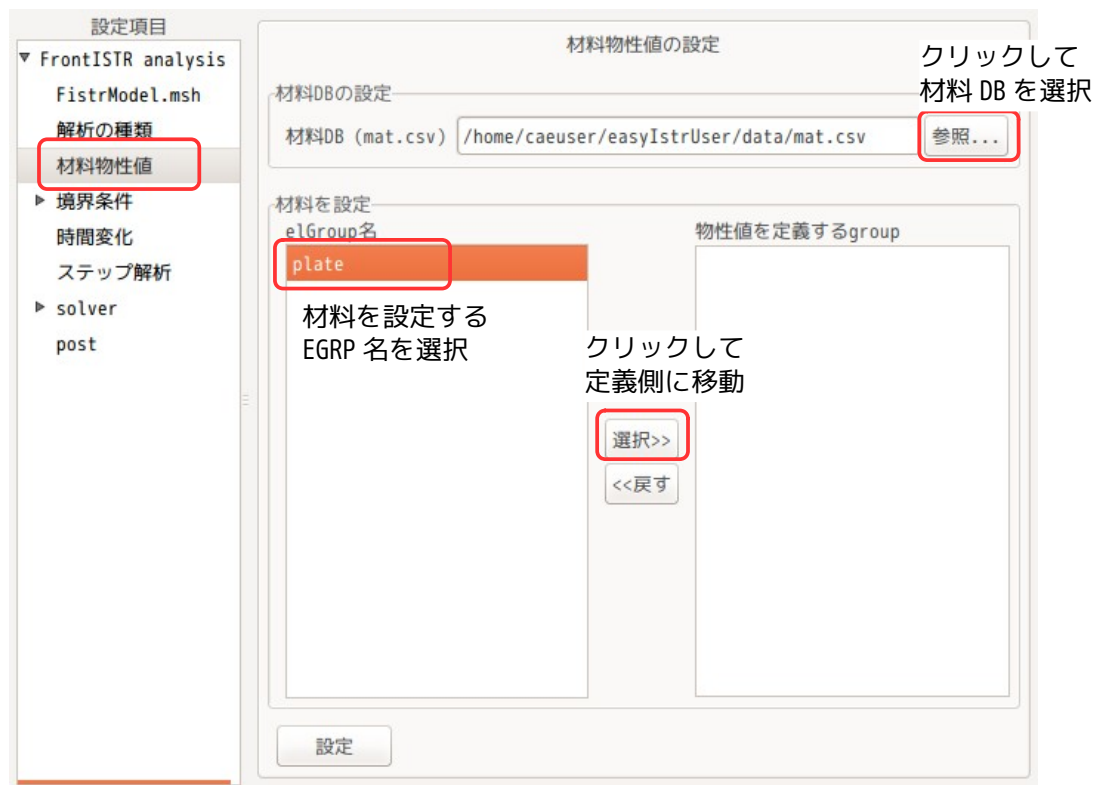 設定項目
FrontISTR analysis
FistrModel.msh
解析の種類
材料物性値
境界条件
時間変化
ステップ解析
solver
post
材料物性値の設定
クリックして
材料 DB を選択
材料DBの設定
材料DB (mat.csv) /home/caeuser/easyIstrUser/data/mat.csv 参照...
材料を設定
elGroup名
物性値を定義するgroup
plate
材料を設定する
EGRP 名を選択
クリックして
定義側に移動
選択>>
<<戻す
設定